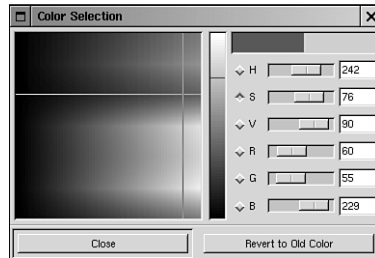 Color Selection
H 242
S 76
V 90
R 60
G 55
B 229
Close
Revert to Old Color